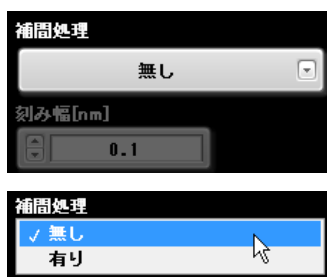 補間処理
無し
刻み幅[nm]
0.1
補間処理
✓ 無し
有り